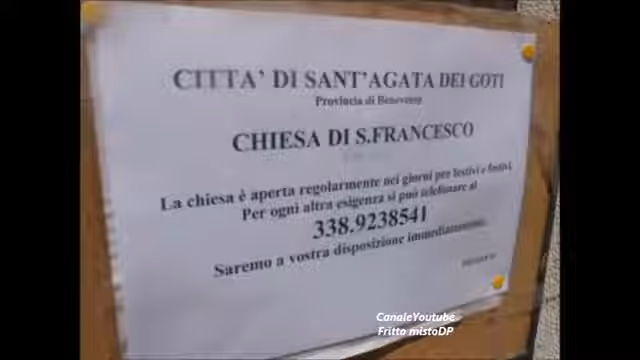 CITTA' DI SANT'AGATA DEI GOTI
Provincia di Benevento
CHIESA DI S.FRANCESCO
La chiesa è aperta regolarmente nei giorni per festivi e festivi.
Per ogni altra esigenza si può telefonare al
338.9238541
Saremo a vostra disposizione immediatamente.
CanaleYoutube
Fritto mistoDP